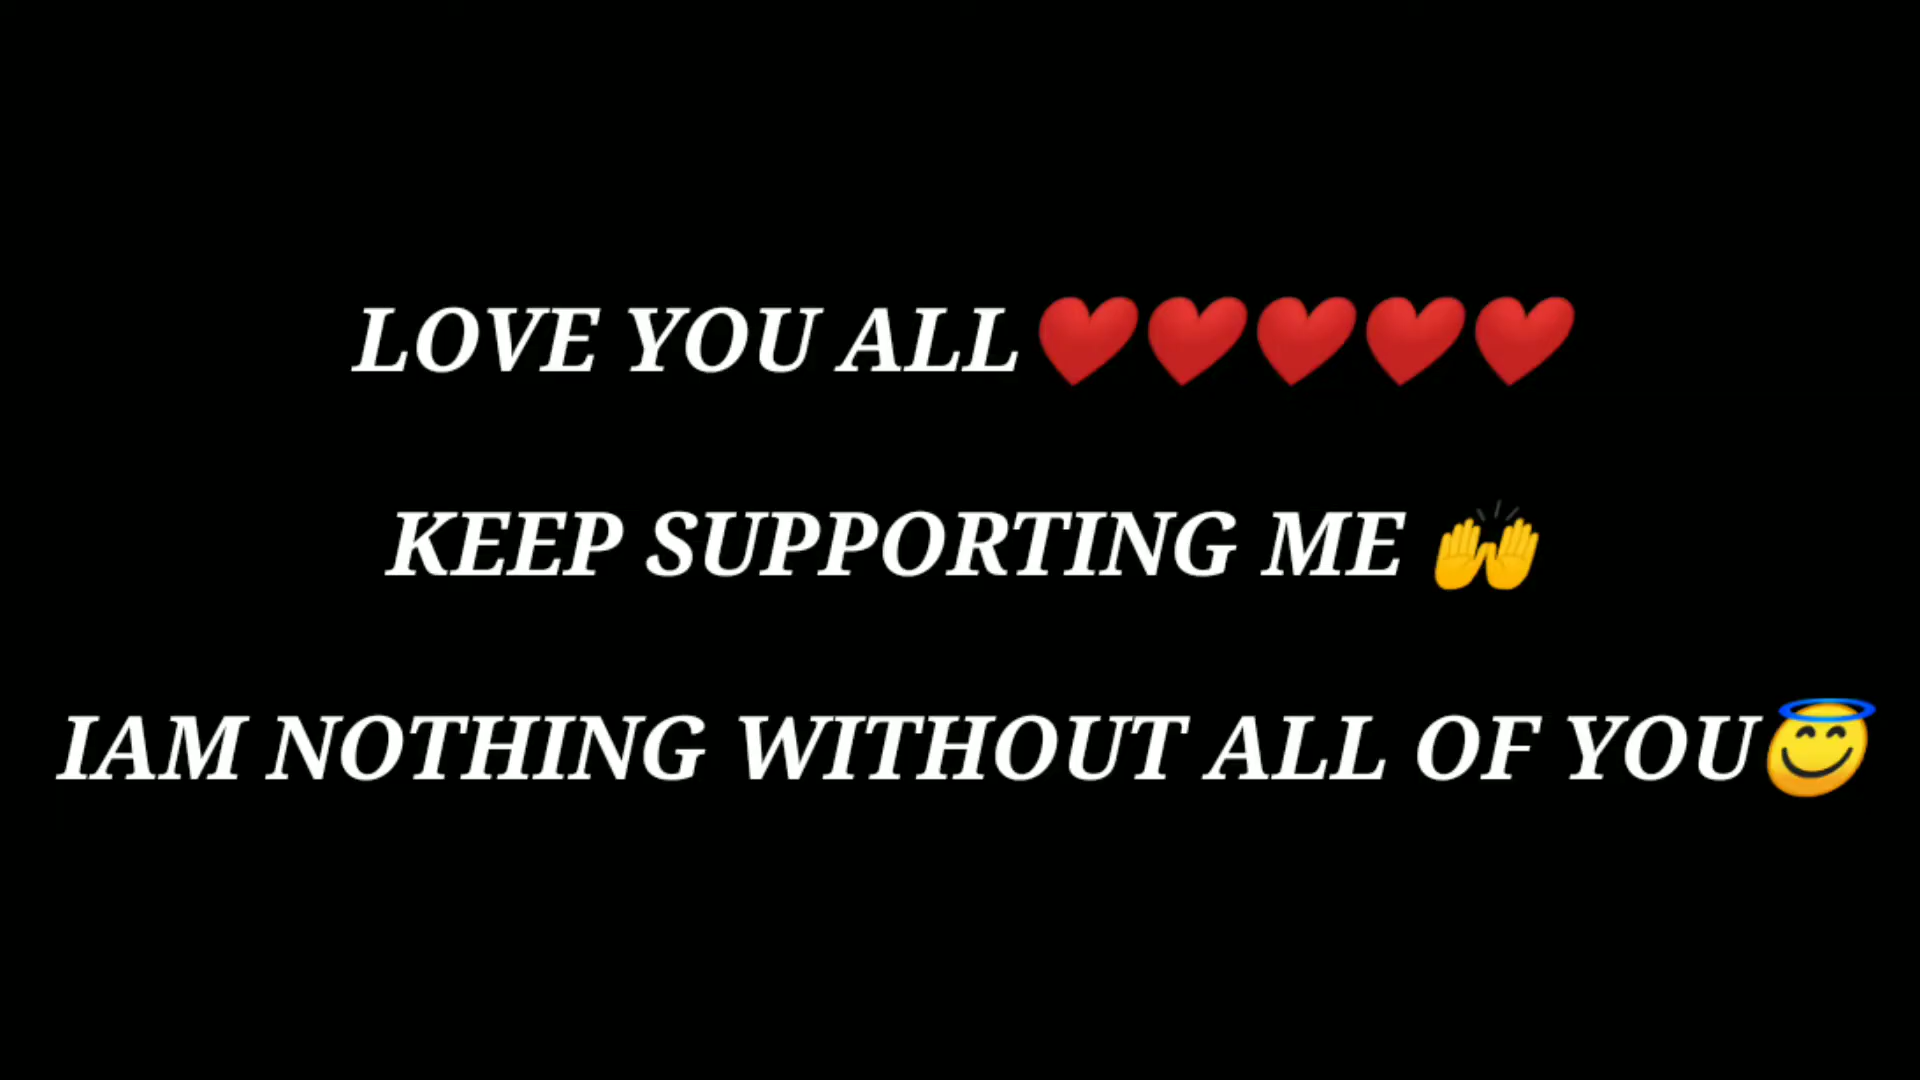 LOVE YOU ALL ❤️❤️❤️❤️❤️
KEEP SUPPORTING ME 🙌
IAM NOTHING WITHOUT ALL OF YOU😇